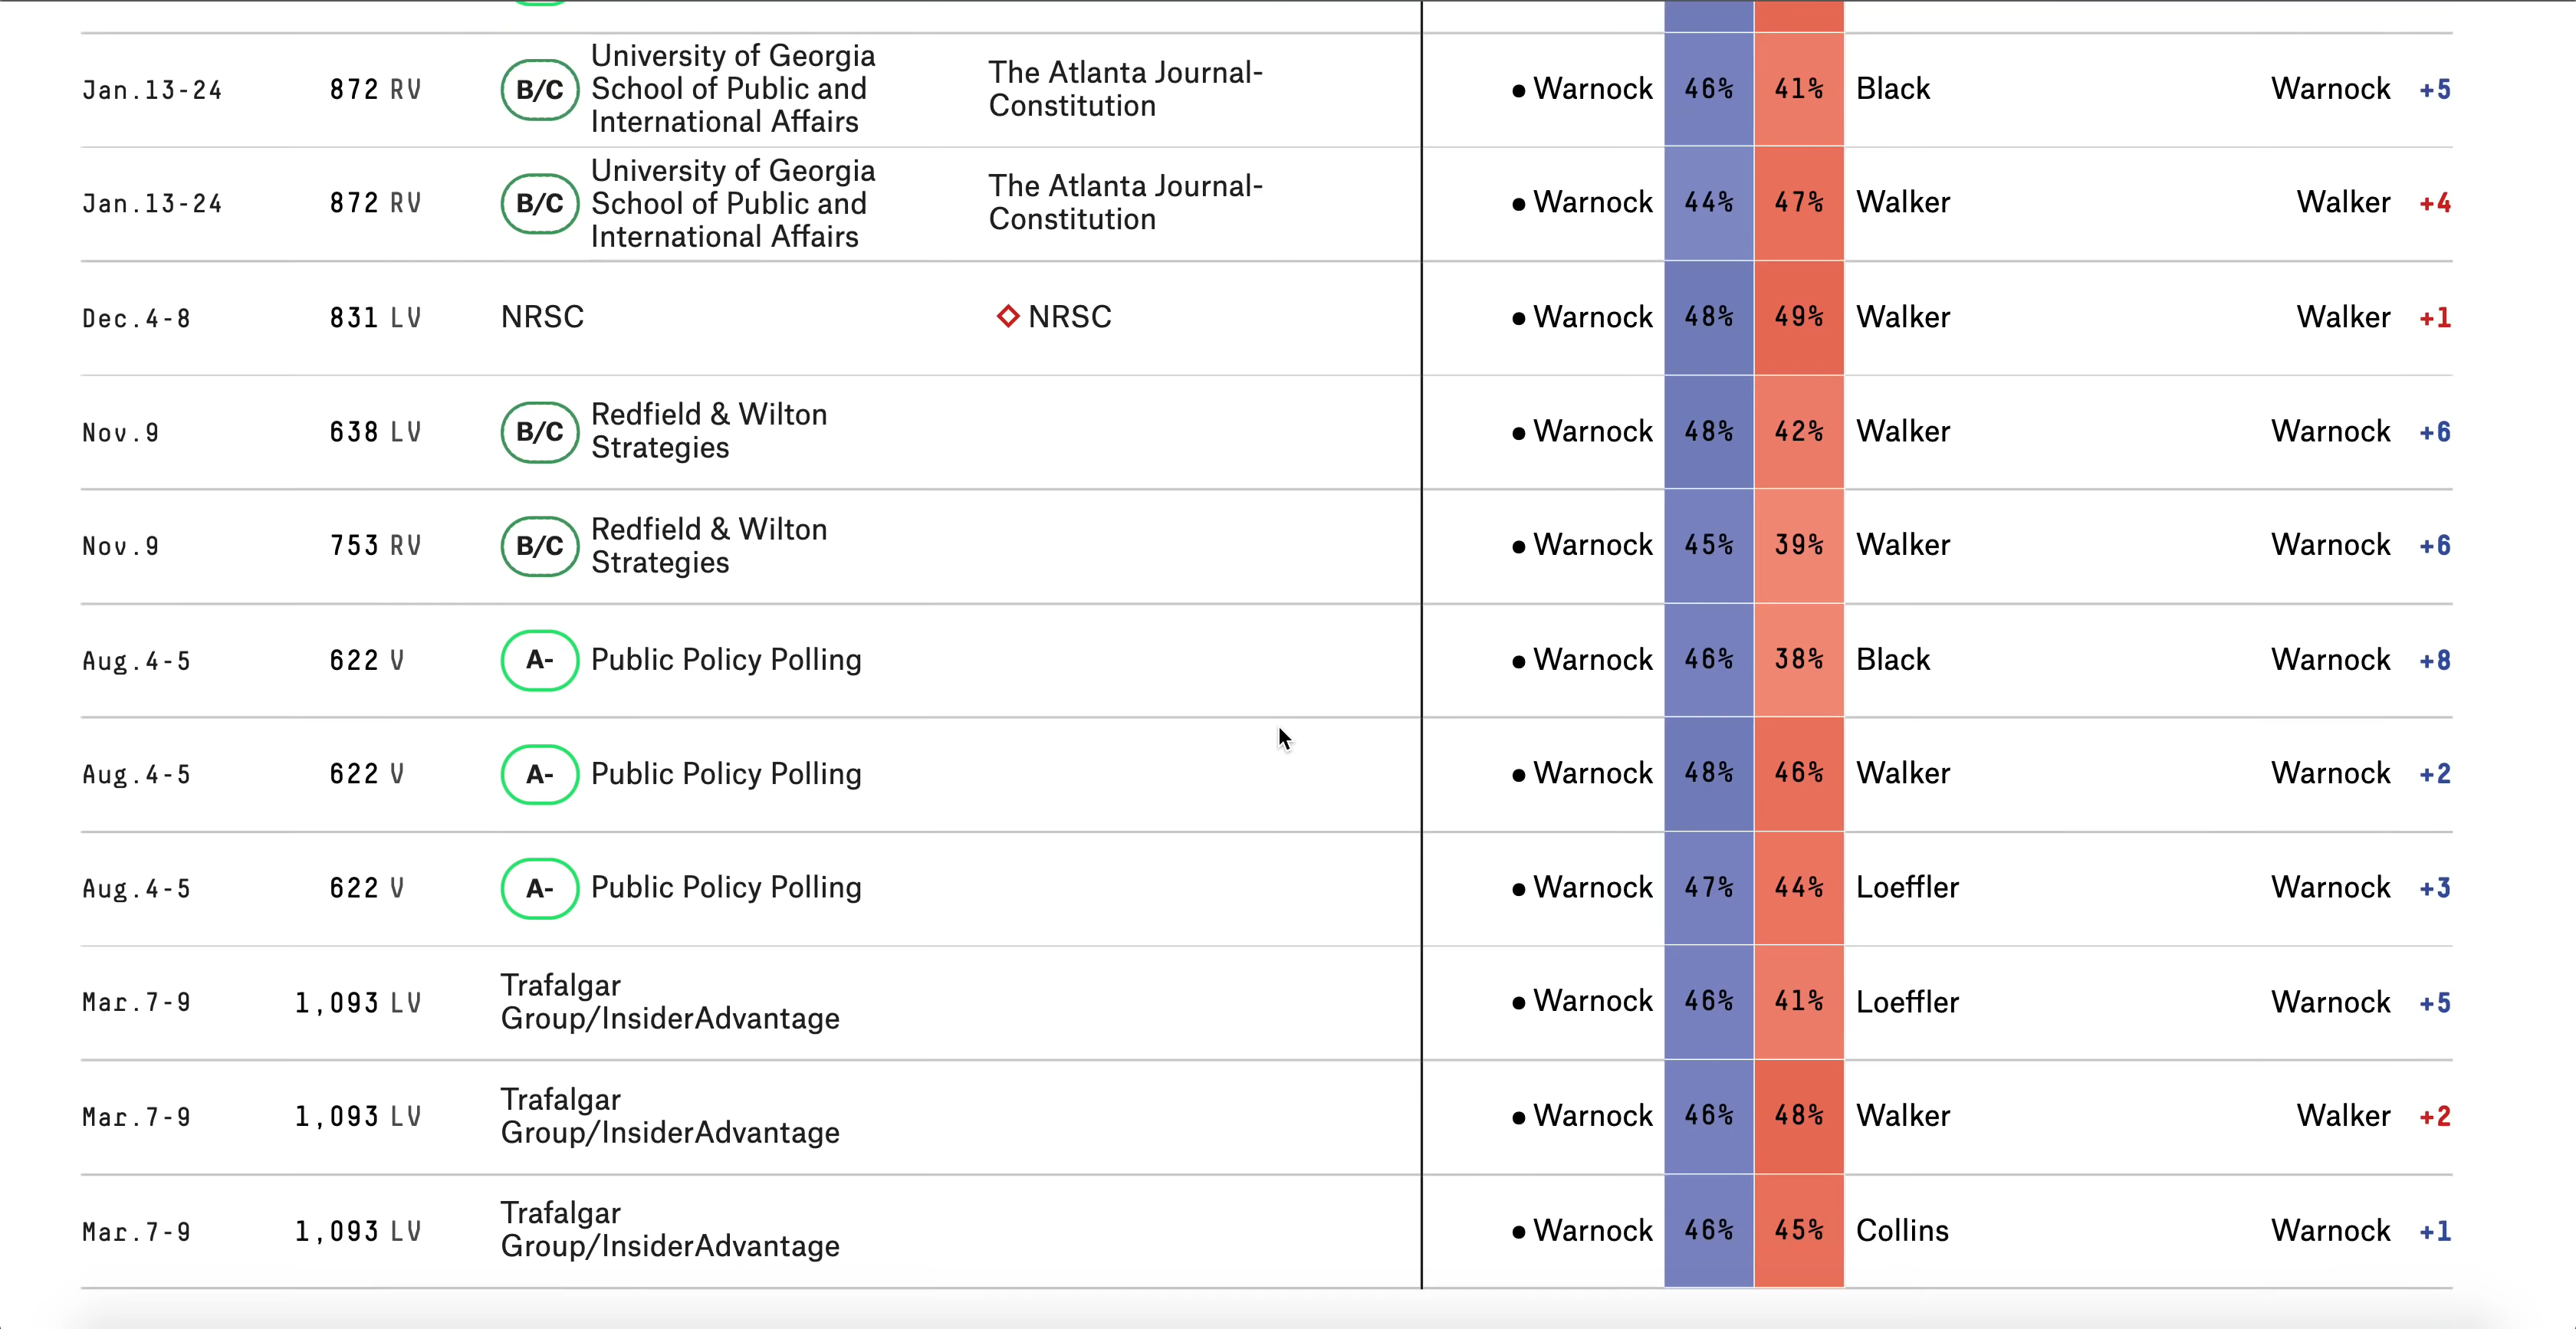 Jan.13-24 872 RV B/C University of Georgia School of Public and International Affairs The Atlanta Journal-Constitution • Warnock 46% 41% Black Warnock +5
Jan.13-24 872 RV B/C University of Georgia School of Public and International Affairs The Atlanta Journal-Constitution • Warnock 44% 47% Walker Walker +4
Dec.4-8 831 LV NRSC NRSC • Warnock 48% 49% Walker Walker +1
Nov.9 638 LV B/C Redfield & Wilton Strategies • Warnock 48% 42% Walker Warnock +6
Nov.9 753 RV B/C Redfield & Wilton Strategies • Warnock 45% 39% Walker Warnock +6
Aug.4-5 622 V A- Public Policy Polling • Warnock 46% 38% Black Warnock +8
Aug.4-5 622 V A- Public Policy Polling • Warnock 48% 46% Walker Warnock +2
Aug.4-5 622 V A- Public Policy Polling • Warnock 47% 44% Loeffler Warnock +3
Mar.7-9 1,093 LV Trafalgar Group/InsiderAdvantage • Warnock 46% 41% Loeffler Warnock +5
Mar.7-9 1,093 LV Trafalgar Group/InsiderAdvantage • Warnock 46% 48% Walker Walker +2
Mar.7-9 1,093 LV Trafalgar Group/InsiderAdvantage • Warnock 46% 45% Collins Warnock +1